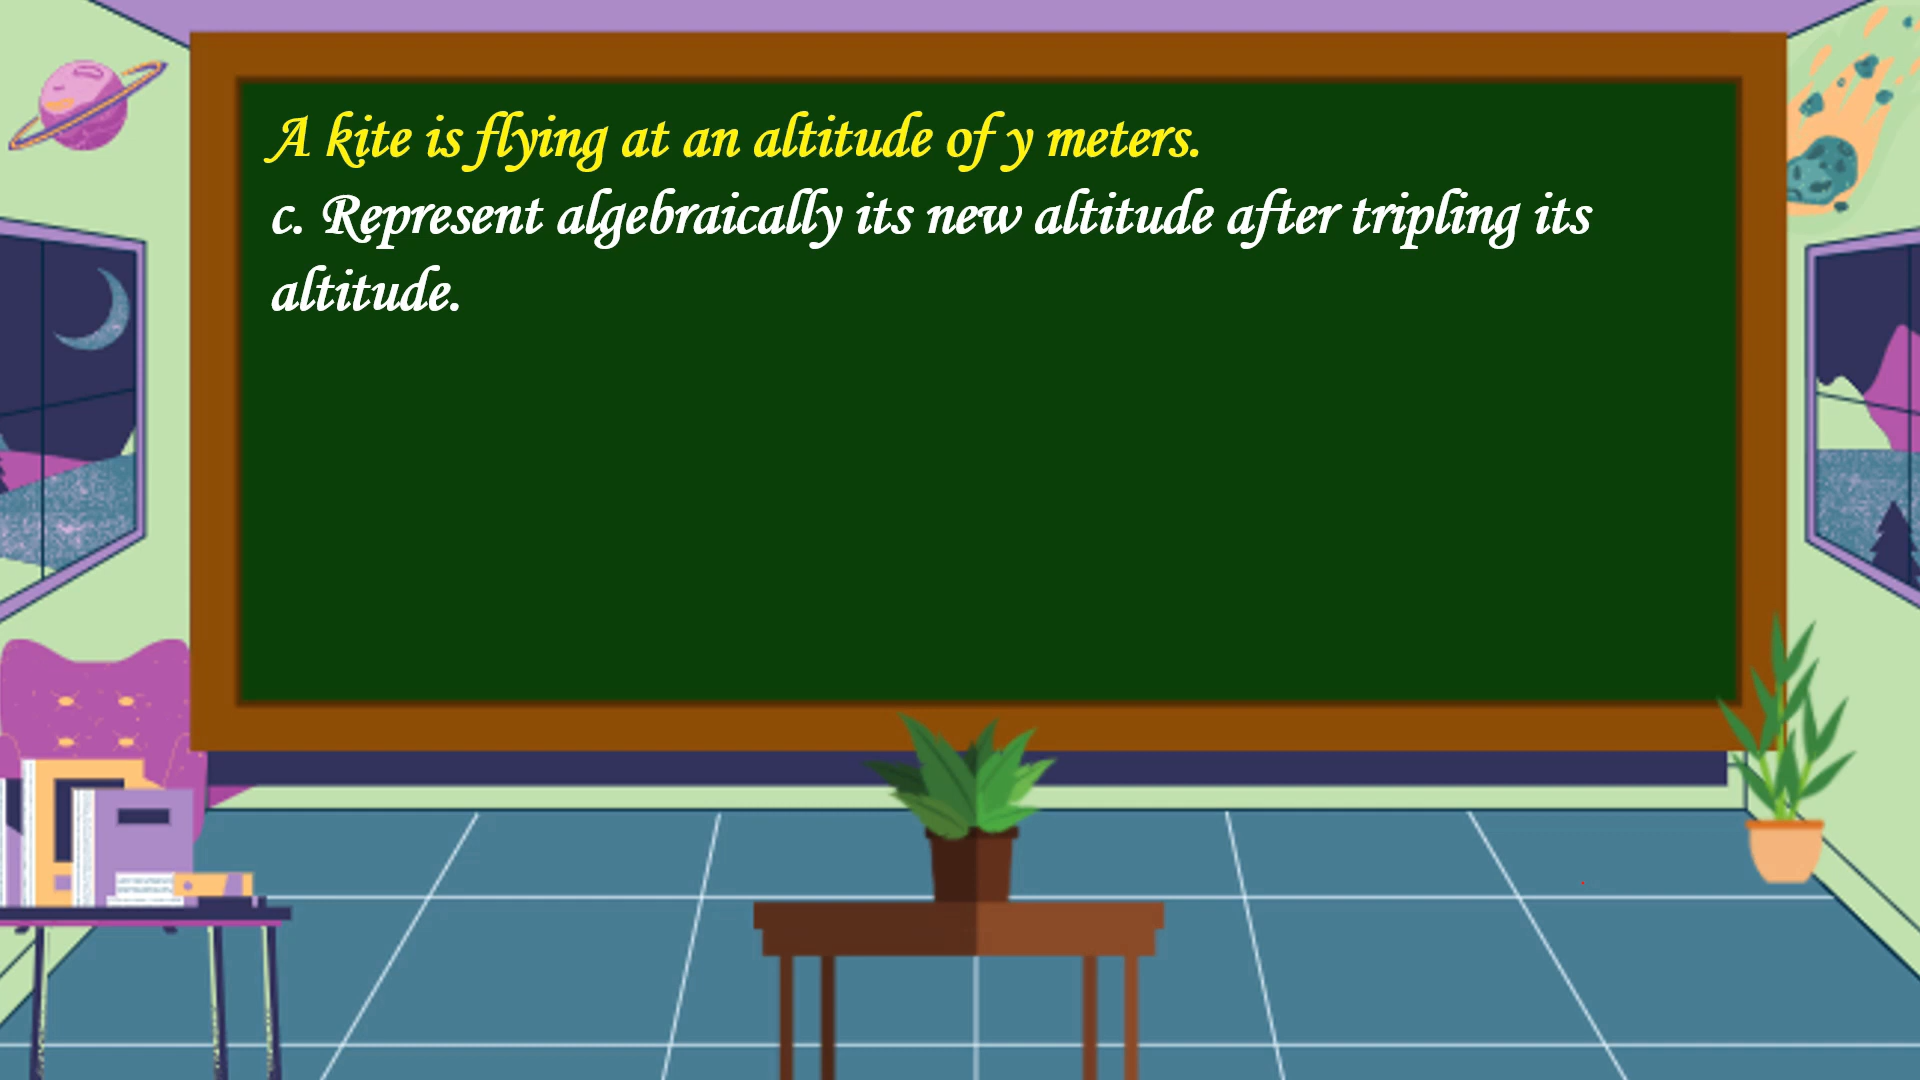 A kite is flying at an altitude of y meters.
c. Represent algebraically its new altitude after tripling its
altitude.